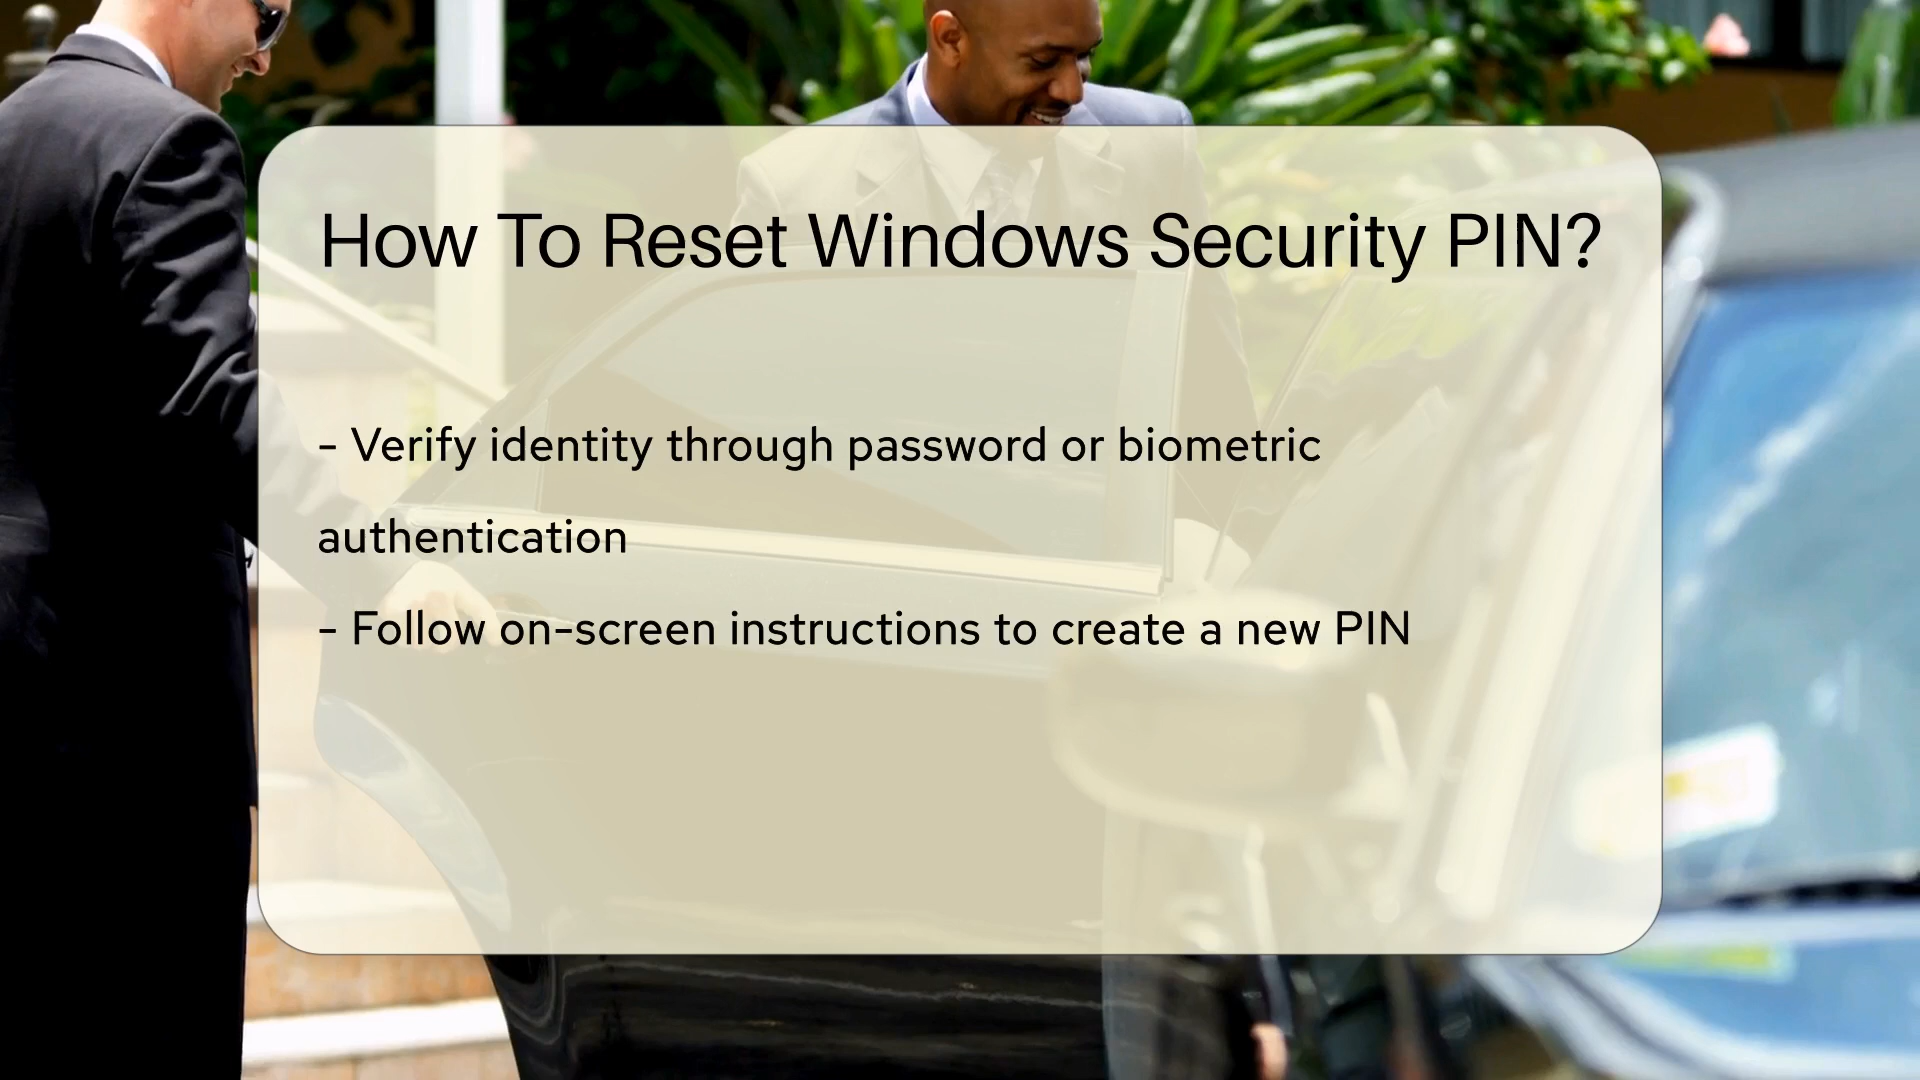 How To Reset Windows Security PIN?
- Verify identity through password or biometric
authentication
- Follow on-screen instructions to create a new PIN